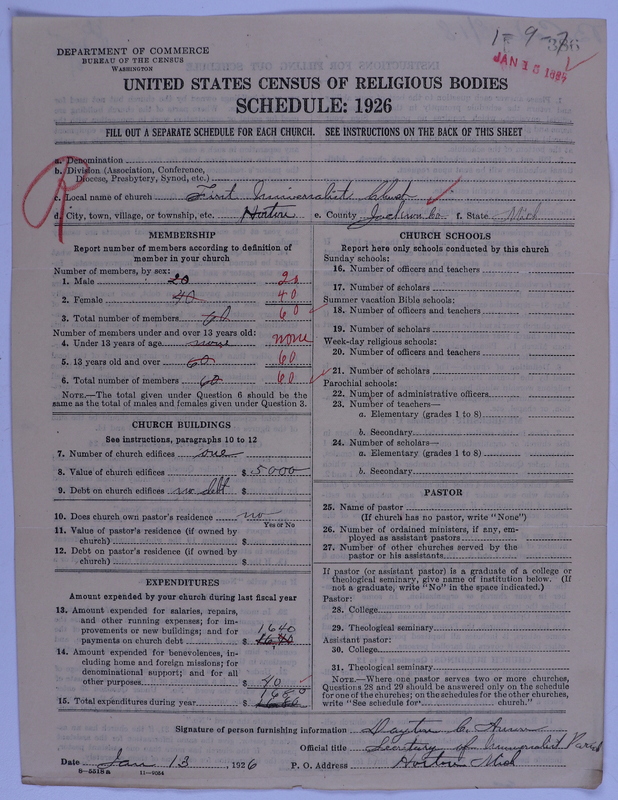 DEPARTMENT OF COMMERCE
BUREAU OF THE CENSUS
WASHINGTON
1-9-7
386
JAN 15
UNITED STATES CENSUS OF RELIGIOUS BODIES
SCHEDULE: 1926
FILL OUT A SEPARATE SCHEDULE FOR EACH CHURCH. SEE INSTRUCTIONS ON THE BACK OF THIS SHEET
R
a. Denomination
b. Division (Association, Conference,
Diocese, Presbytery, Synod, etc.)
c. Local name of church First Universalist
d. City, town, village, or township, etc. Horton e. County Jackson Co. f. State Mich
MEMBERSHIP
Report number of members according to definition of
member in your church
Number of members, by sex:
1. Male 20 20
2. Female 40 40
3. Total number of members 60 60
Number of members under and over 13 years old:
4. Under 13 years of age none none
5. 13 years old and over 60 60
6. Total number of members 60 60
NOTE.—The total given under Question 6 should be the
same as the total of males and females given under Question 3.
CHURCH BUILDINGS
See instructions, paragraphs 10 to 12
7. Number of church edifices one
8. Value of church edifices $ 5000
9. Debt on church edifices no debt $
10. Does church own pastor's residence no
Yes or No
11. Value of pastor's residence (if owned by
church) $
12. Debt on pastor's residence (if owned by
church) $
EXPENDITURES
Amount expended by your church during last fiscal year
13. Amount expended for salaries, repairs,
and other running expenses; for im-
provements or new buildings; and for 1640
payments on church debt $
14. Amount expended for benevolences, in-
cluding home and foreign missions; for
denominational support; and for all
other purposes $ 40
1680
15. Total expenditures during year $
CHURCH SCHOOLS
Report here only schools conducted by this church
Sunday schools:
16. Number of officers and teachers
17. Number of scholars
Summer vacation Bible schools:
18. Number of officers and teachers
19. Number of scholars
Week-day religious schools:
20. Number of officers and teachers
21. Number of scholars
Parochial schools:
22. Number of administrative officers
23. Number of teachers—
a. Elementary (grades 1 to 8)
b. Secondary
24. Number of scholars—
a. Elementary (grades 1 to 8)
b. Secondary
PASTOR
25. Name of pastor
(If church has no pastor, write "None")
26. Number of ordained ministers, if any, em-
ployed as assistant pastors
27. Number of other churches served by the
pastor or his assistants
If pastor (or assistant pastor) is a graduate of a college or
theological seminary, give name of institution below. (If
not a graduate, write "No" in the space indicated.)
Pastor:
28. College
29. Theological seminary
Assistant pastor:
30. College
31. Theological seminary
NOTE.—Where one pastor serves two or more churches,
Questions 28 and 29 should be answered only on the schedule
for one of the churches; on the schedules for the other churches,
write "See schedule for church."
Signature of person furnishing information Dayton C.
Official title Secretary of Universalist Parish
Date Jan 13, 1926 P. O. Address Horton Mich
8-5518a 11-9054